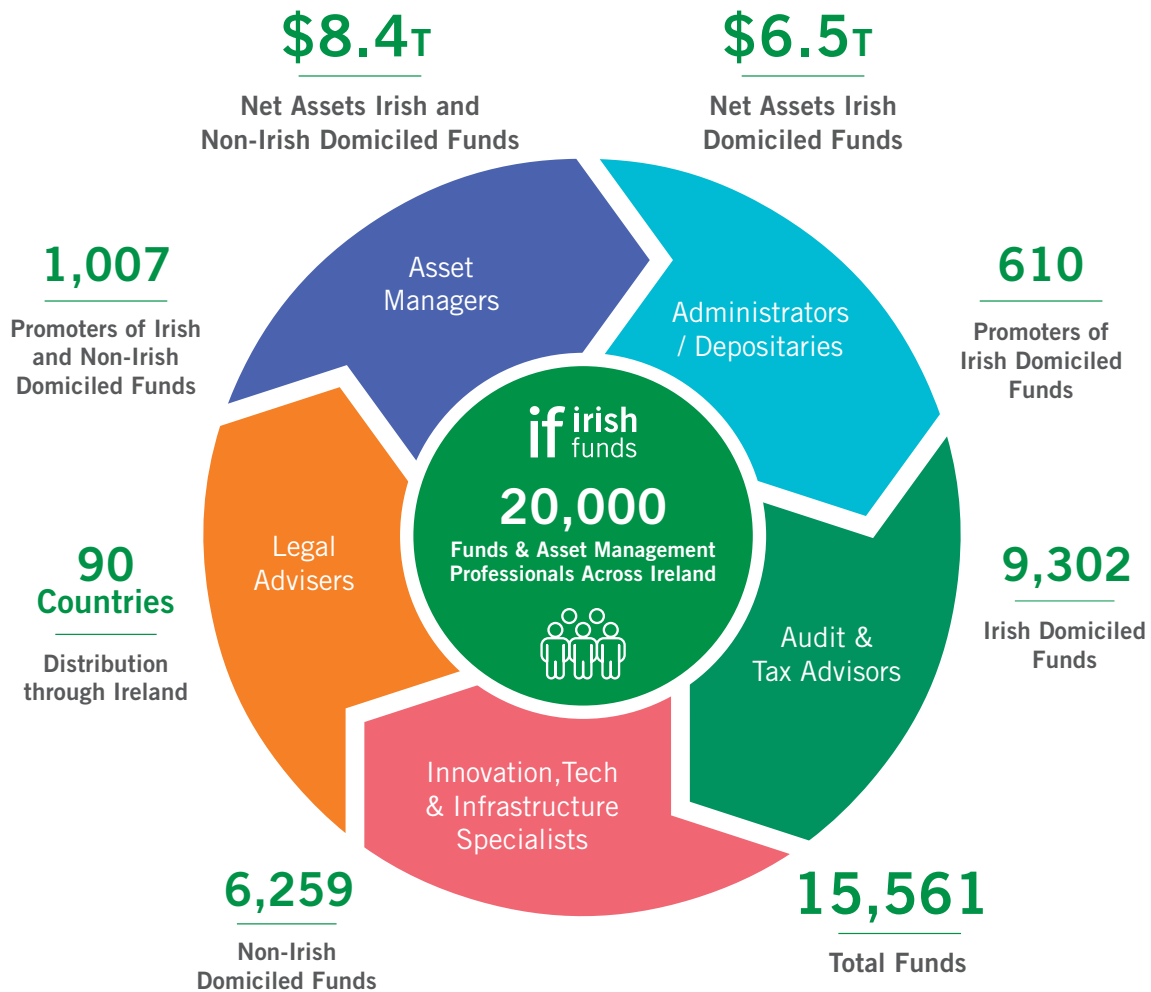 $8.4T
Net Assets Irish and
Non-Irish Domiciled Funds
$6.5T
Net Assets Irish
Domiciled Funds
1,007
Promoters of Irish
and Non-Irish
Domiciled Funds
Asset
Managers
Administrators
/ Depositaries
610
Promoters of
Irish Domiciled
Funds
if irish
funds
20,000
Funds & Asset Management
Professionals Across Ireland
Legal
Advisers
90
Countries
Distribution
through Ireland
Audit &
Tax Advisors
9,302
Irish Domiciled
Funds
Innovation,Tech
& Infrastructure
Specialists
6,259
Non-Irish
Domiciled Funds
15,561
Total Funds